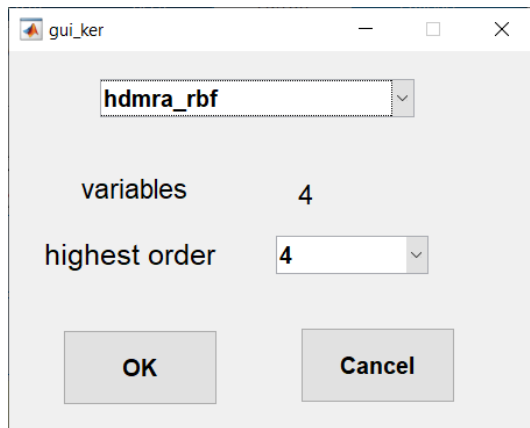 gui_ker
hdmra_rbf
variables 4
highest order 4
OK Cancel